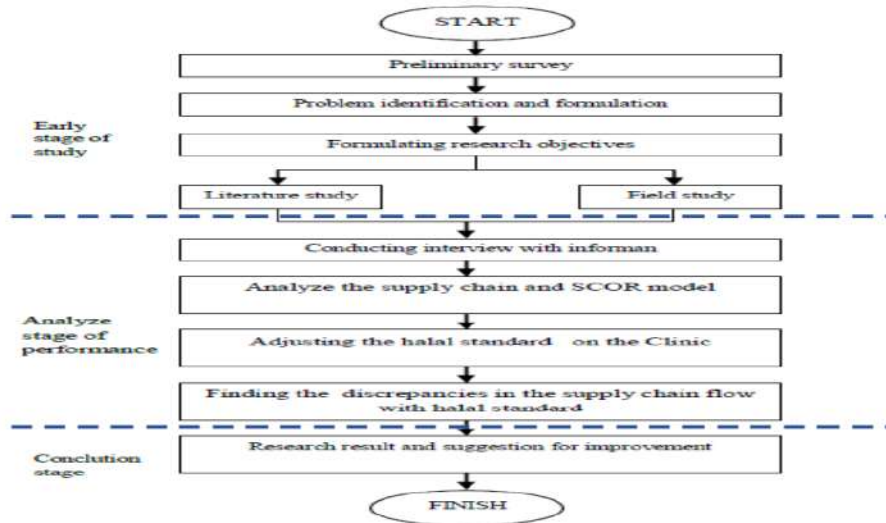 START
Preliminary survey
Problem identification and formulation
Early
stage of
study
Formulating research objectives
Literature study
Field study
Conducting interview with informan
Analyze the supply chain and SCOR model
Analyze
stage of
performance
Adjusting the halal standard on the Clinic
Finding the discrepancies in the supply chain flow
with halal standard
Research result and suggestion for improvement
Conclution
stage
FINISH